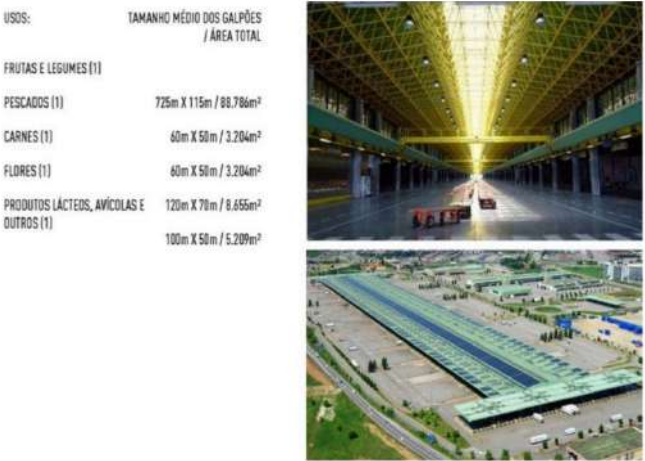 USOS: TAMANHO MÉDIO DOS GALPÕES
/ ÁREA TOTAL
FRUTAS E LEGUMES (1)
PESCADOS (1) 725m X 115m / 88.786m²
CARNES (1) 60m X 50m / 3.204m²
FLORES (1) 60m X 50m / 3.204m²
PRODUTOS LÁCTEOS, AVÍCOLAS E 120m X 70m / 8.655m²
OUTROS (1)
100m X 50m / 5.209m²